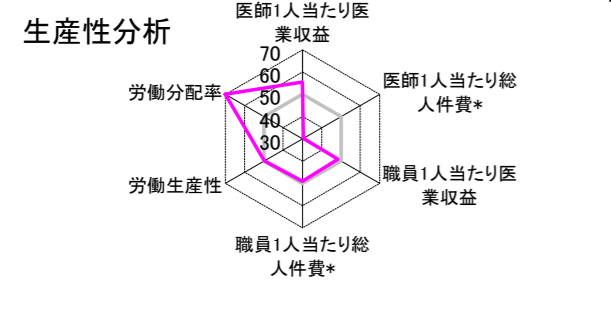 生産性分析
医師1人当たり医
業収益
医師1人当たり総
人件費*
職員1人当たり医
業収益
職員1人当たり総
人件費*
労働生産性
労働分配率
70
60
50
40
30